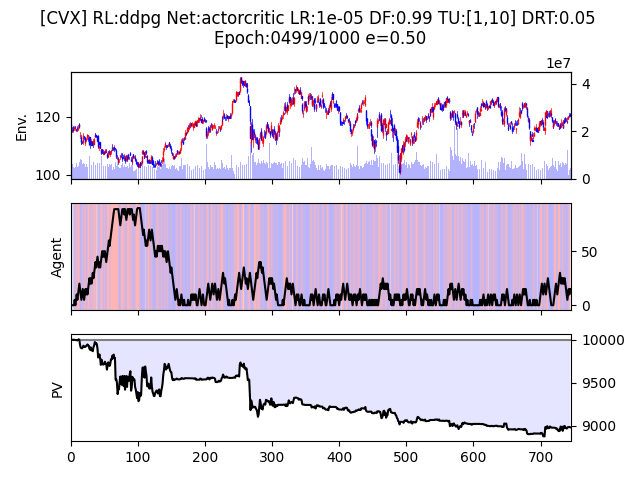 [CVX] RL:ddpg Net:actorcritic LR:1e-05 DF:0.99 TU:[1,10] DRT:0.05
Epoch:0499/1000 e=0.50
1e7
Env.
120
100
4
2
0
Agent
50
0
PV
10000
9500
9000
0 100 200 300 400 500 600 700